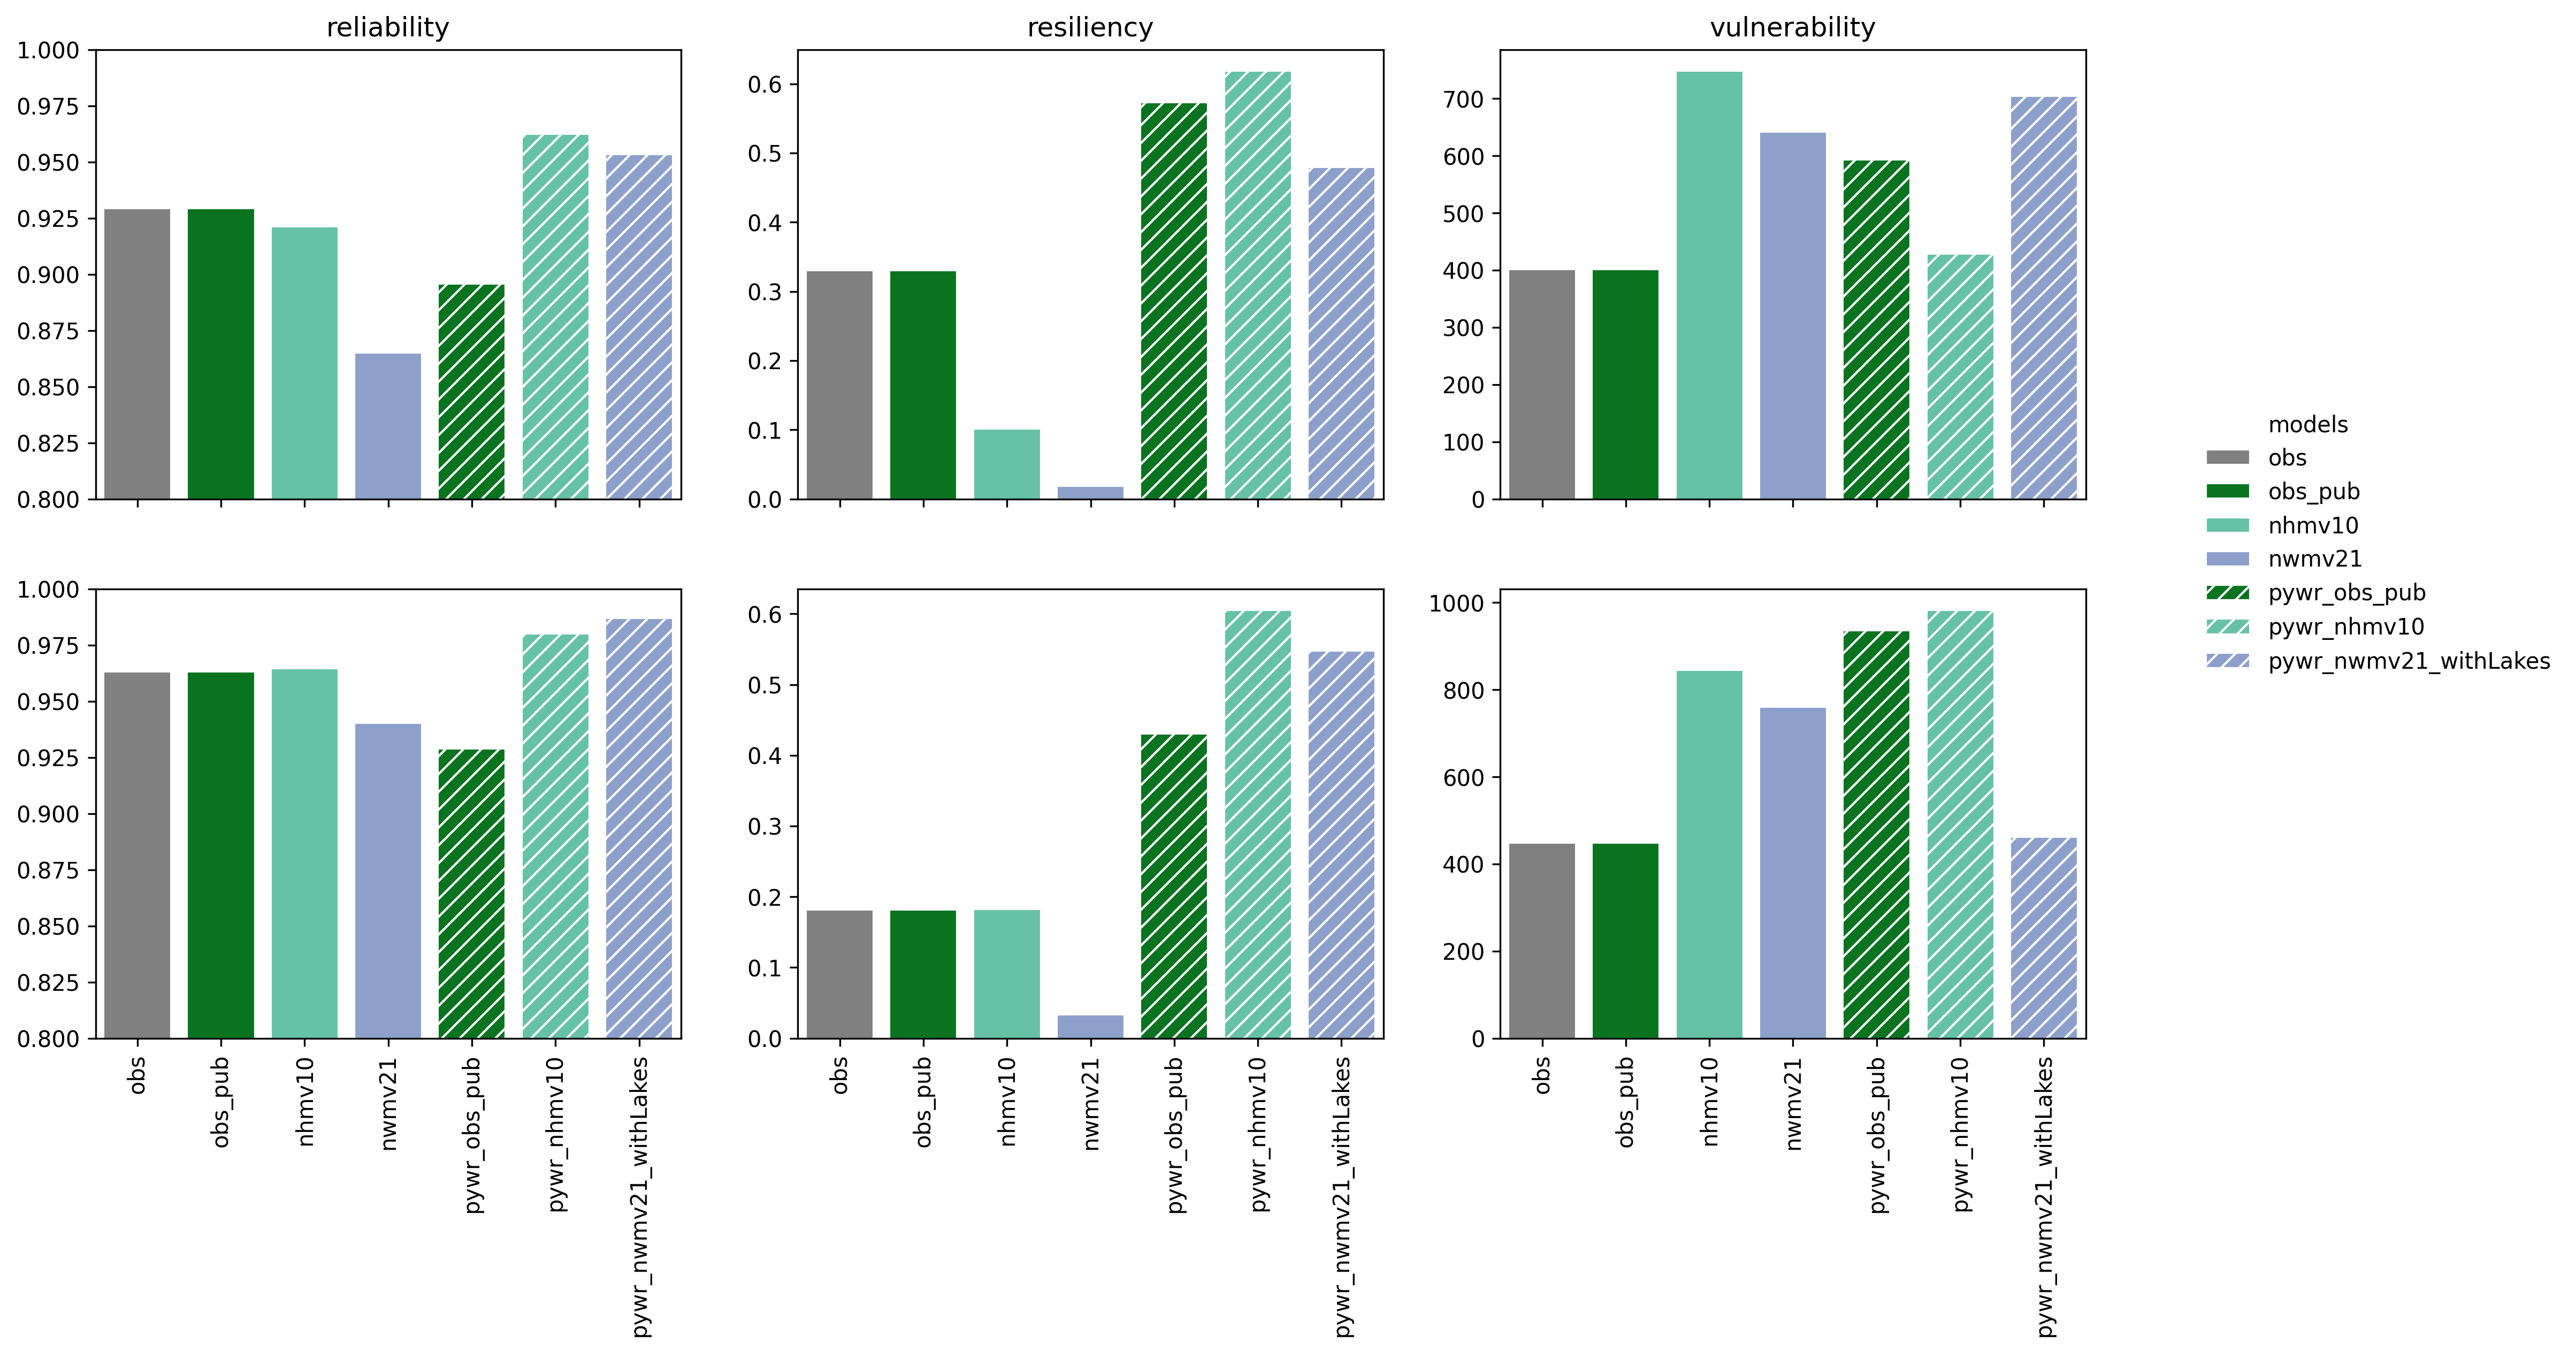 reliability
1.000
0.975
0.950
0.925
0.900
0.875
0.850
0.825
0.800
resiliency
0.6
0.5
0.4
0.3
0.2
0.1
0.0
vulnerability
700
600
500
400
300
200
100
0
1.000
0.975
0.950
0.925
0.900
0.875
0.850
0.825
0.800
obs
obs_pub
nhmv10
nwmv21
pywr_obs_pub
pywr_nhmv10
pywr_nwmv21_withLakes
0.6
0.5
0.4
0.3
0.2
0.1
0.0
obs
obs_pub
nhmv10
nwmv21
pywr_obs_pub
pywr_nhmv10
pywr_nwmv21_withLakes
1000
800
600
400
200
0
obs
obs_pub
nhmv10
nwmv21
pywr_obs_pub
pywr_nhmv10
pywr_nwmv21_withLakes
models
obs
obs_pub
nhmv10
nwmv21
pywr_obs_pub
pywr_nhmv10
pywr_nwmv21_withLakes